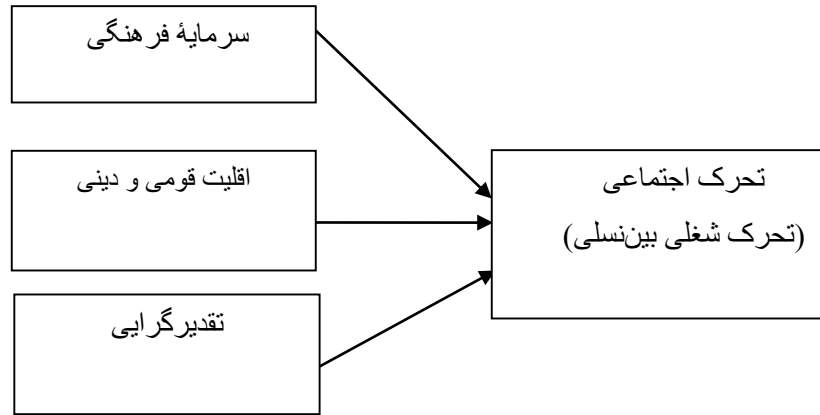 سرمایهٔ فرهنگی
اقلیت قومی و دینی
تقدیرگرایی
تحرک اجتماعی
(تحرک شغلی بین‌نسلی)